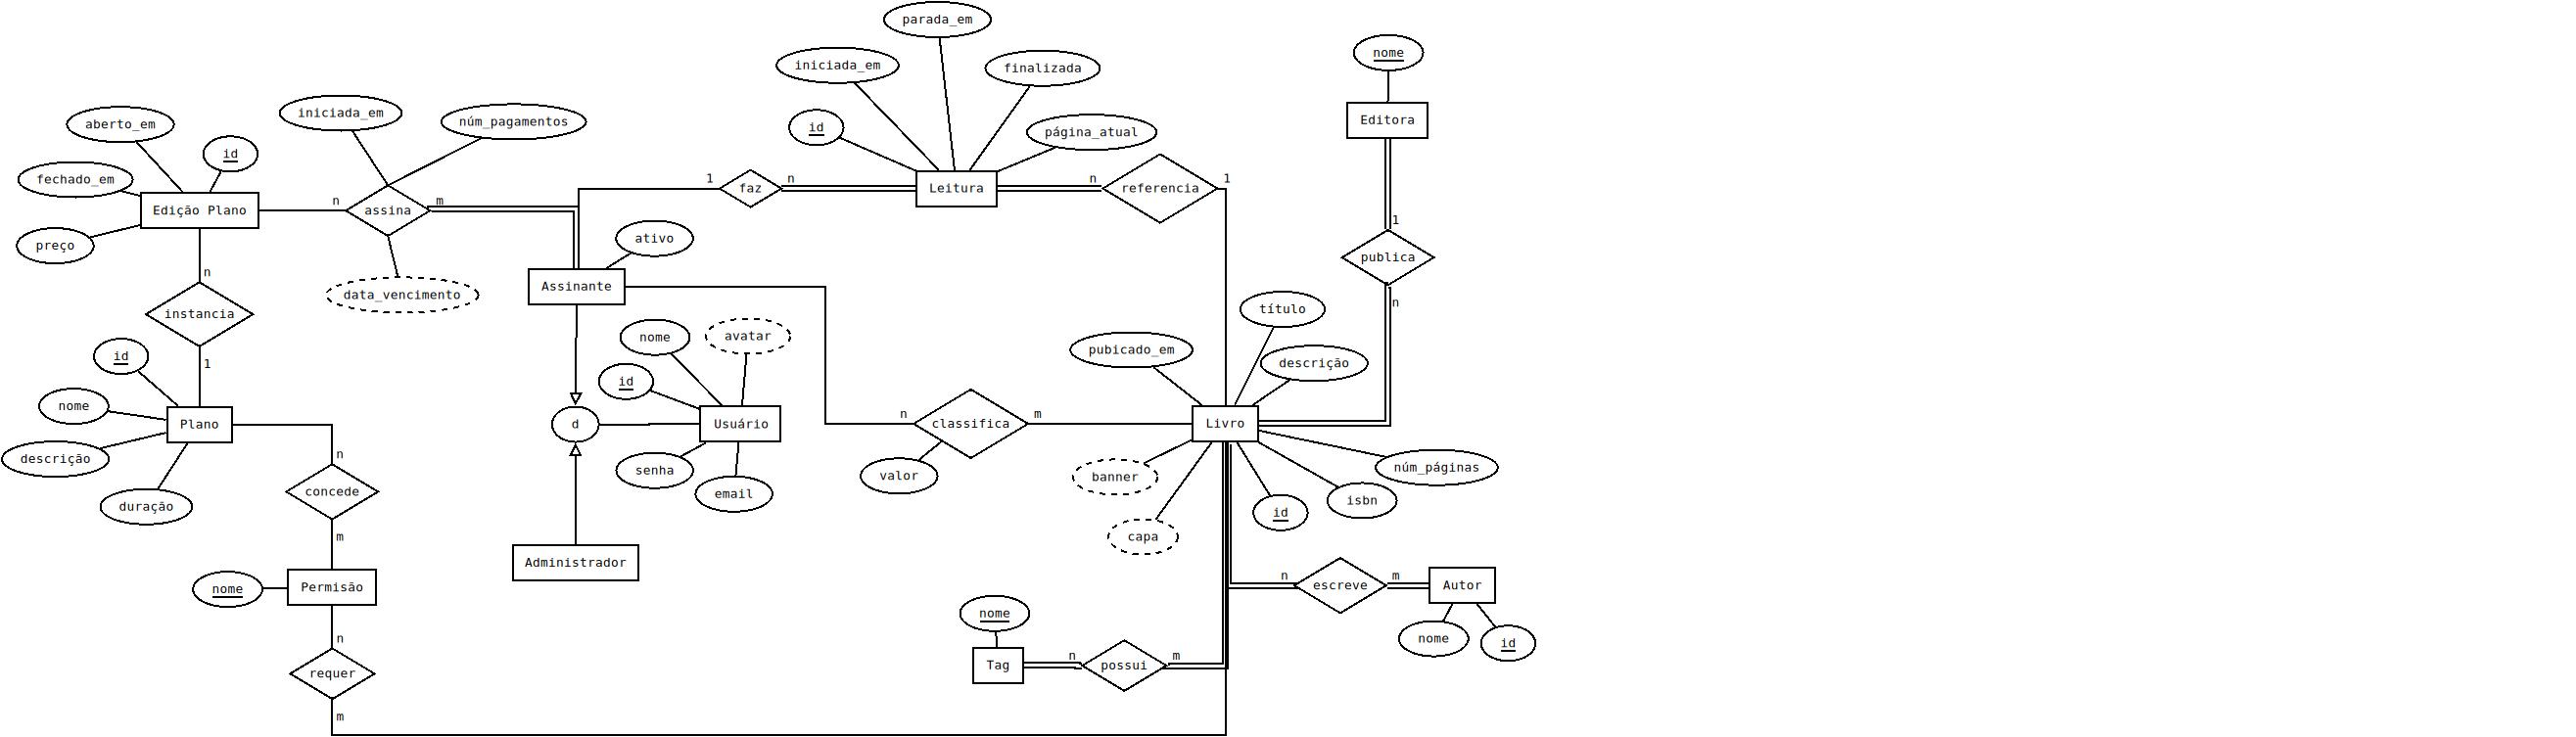 parada_em
iniciada_em
finalizada
nome
id
página_atual
Editora
aberto_em
iniciada_em
núm_pagamentos
id
fechado_em
Edição Plano
n
assina
m
1
faz
n
Leitura
n
referencia
1
preço
ativo
1
publica
n
n
instancia
1
data_vencimento
Assinante
título
nome
avatar
pubicado_em
descrição
id
id
nome
Plano
d
Usuário
n
classifica
m
Livro
descrição
n
senha
valor
banner
núm_páginas
duração
concede
email
id
isbn
m
capa
Administrador
nome
Permisão
n
escreve
m
Autor
nome
nome
id
n
requer
m
Tag
n
possui
m